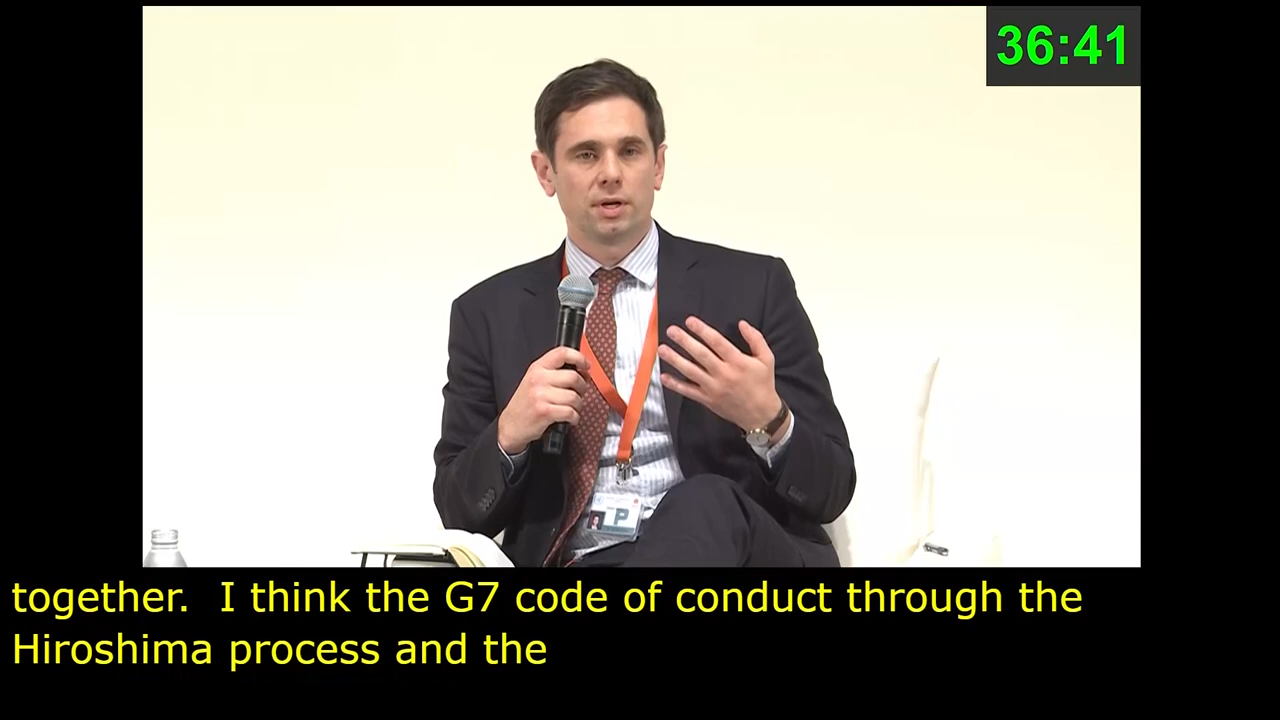 36:41
P
together.  I think the G7 code of conduct through the
Hiroshima process and the